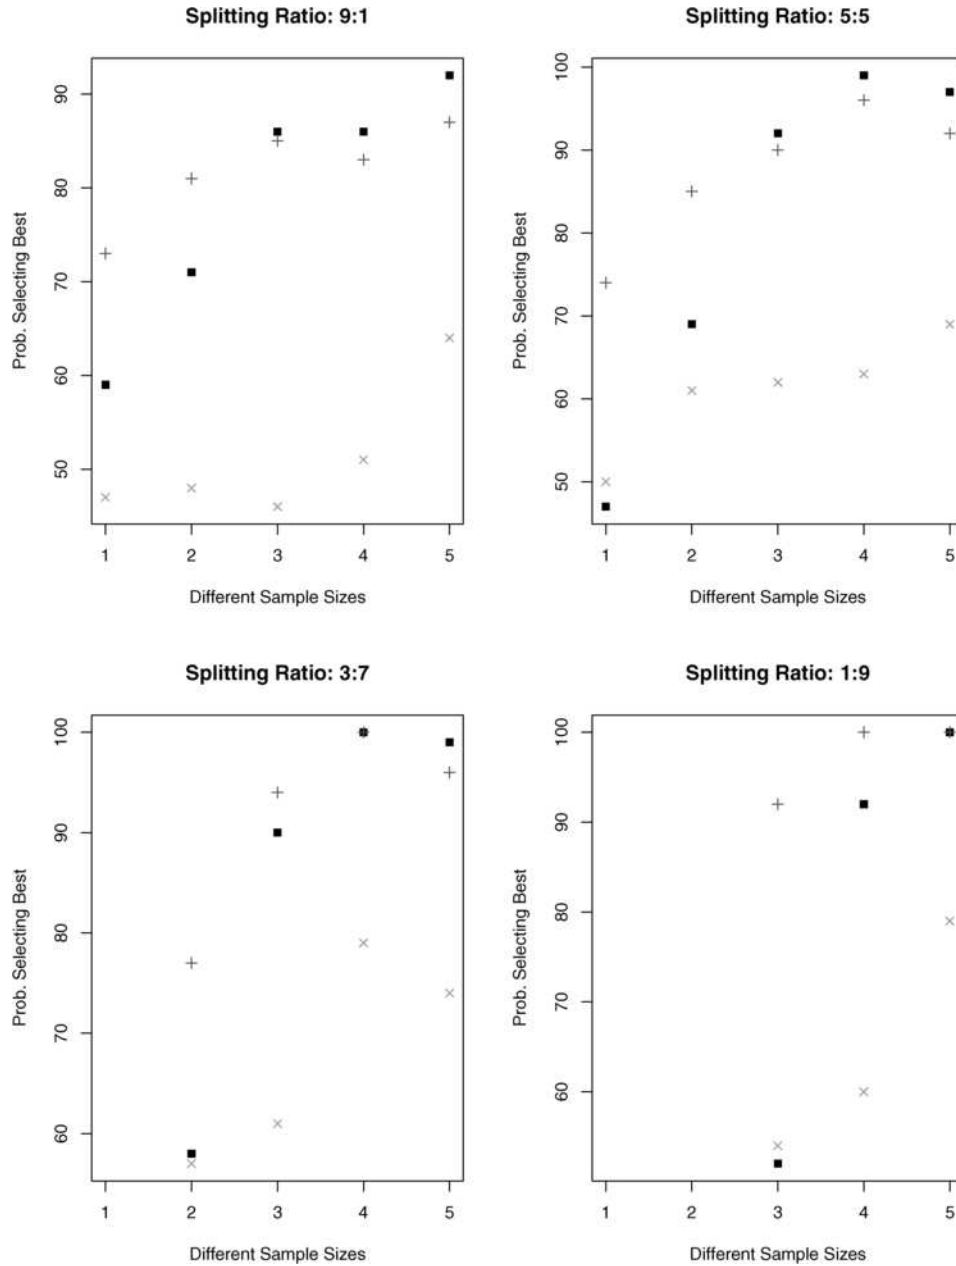 Splitting Ratio: 9:1
Prob. Selecting Best
90
80
70
60
50
1 2 3 4 5
Different Sample Sizes
Splitting Ratio: 5:5
Prob. Selecting Best
100
90
80
70
60
50
1 2 3 4 5
Different Sample Sizes
Splitting Ratio: 3:7
Prob. Selecting Best
100
90
80
70
60
1 2 3 4 5
Different Sample Sizes
Splitting Ratio: 1:9
Prob. Selecting Best
100
90
80
70
60
1 2 3 4 5
Different Sample Sizes